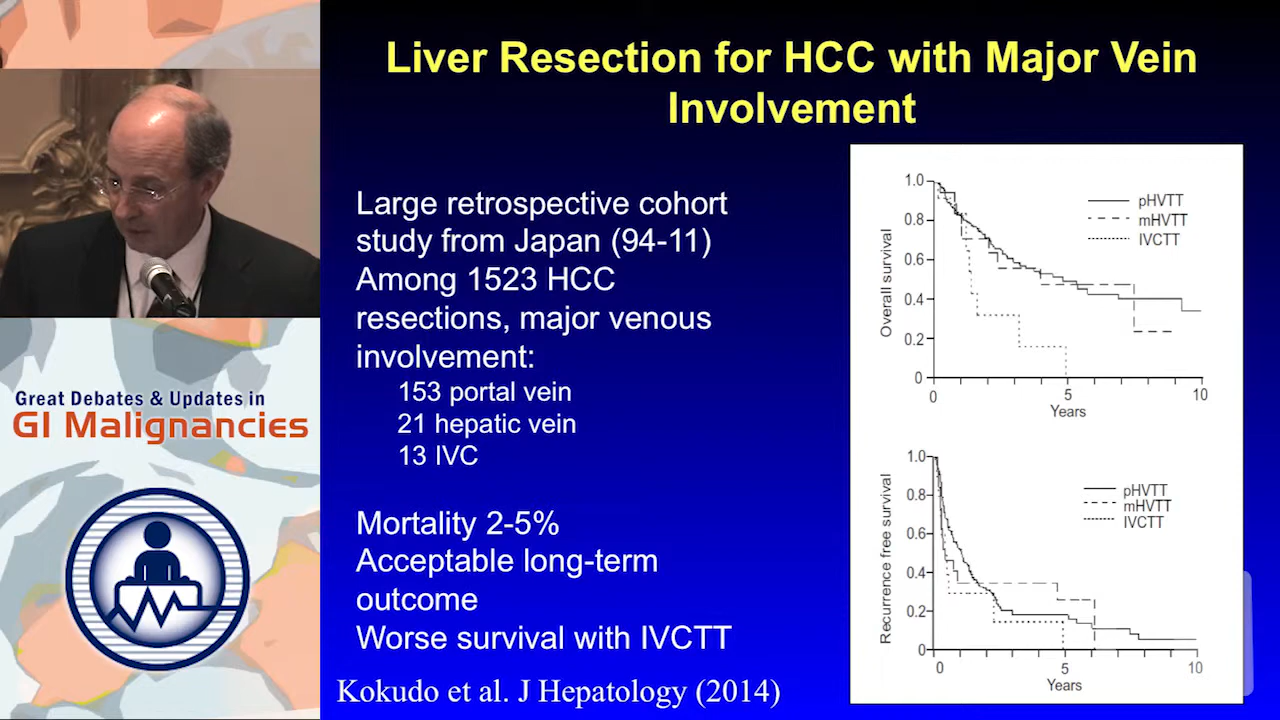 Liver Resection for HCC with Major Vein
Involvement
Large retrospective cohort
study from Japan (94-11)
Among 1523 HCC
resections, major venous
involvement:
153 portal vein
21 hepatic vein
13 IVC
Mortality 2-5%
Acceptable long-term
outcome
Worse survival with IVCTT
Kokudo et al. J Hepatology (2014)
Great Debates & Updates in
GI Malignancies
Overall survival
1.0
0.8
0.6
0.4
0.2
0
pHVTT
mHVTT
IVCTT
0
5
10
Years
Recurrence free survival
1.0
0.8
0.6
0.4
0.2
0
pHVTT
mHVTT
IVCTT
0
5
10
Years